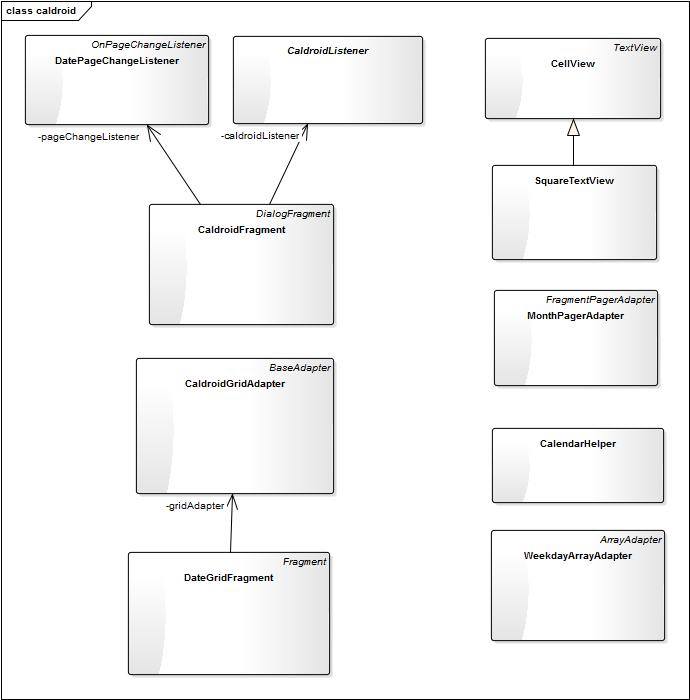 class caldroid
OnPageChangeListener
DatePageChangeListener
CaldroidListener
TextView
CellView
-pageChangeListener
-caldroidListener
SquareTextView
DialogFragment
CaldroidFragment
FragmentPagerAdapter
MonthPagerAdapter
BaseAdapter
CaldroidGridAdapter
CalendarHelper
-gridAdapter
ArrayAdapter
WeekdayArrayAdapter
Fragment
DateGridFragment